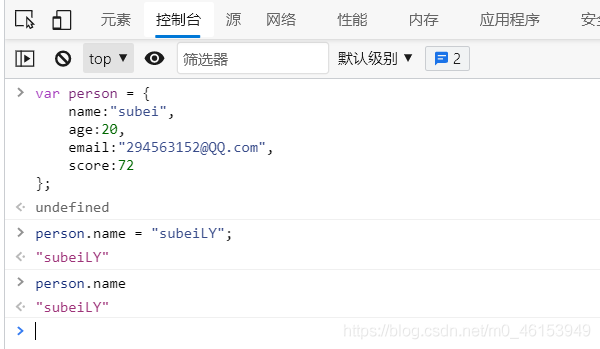 元素 控制台 源 网络 性能 内存 应用程序 安
top ▼ 筛选器 默认级别 ▼ 2
> var person = {
name:"subei",
age:20,
email:"294563152@QQ.com",
score:72
};
undefined
> person.name = "subeiLY";
"subeiLY"
> person.name
"subeiLY"
>
https://blog.csdn.net/m0_46153949